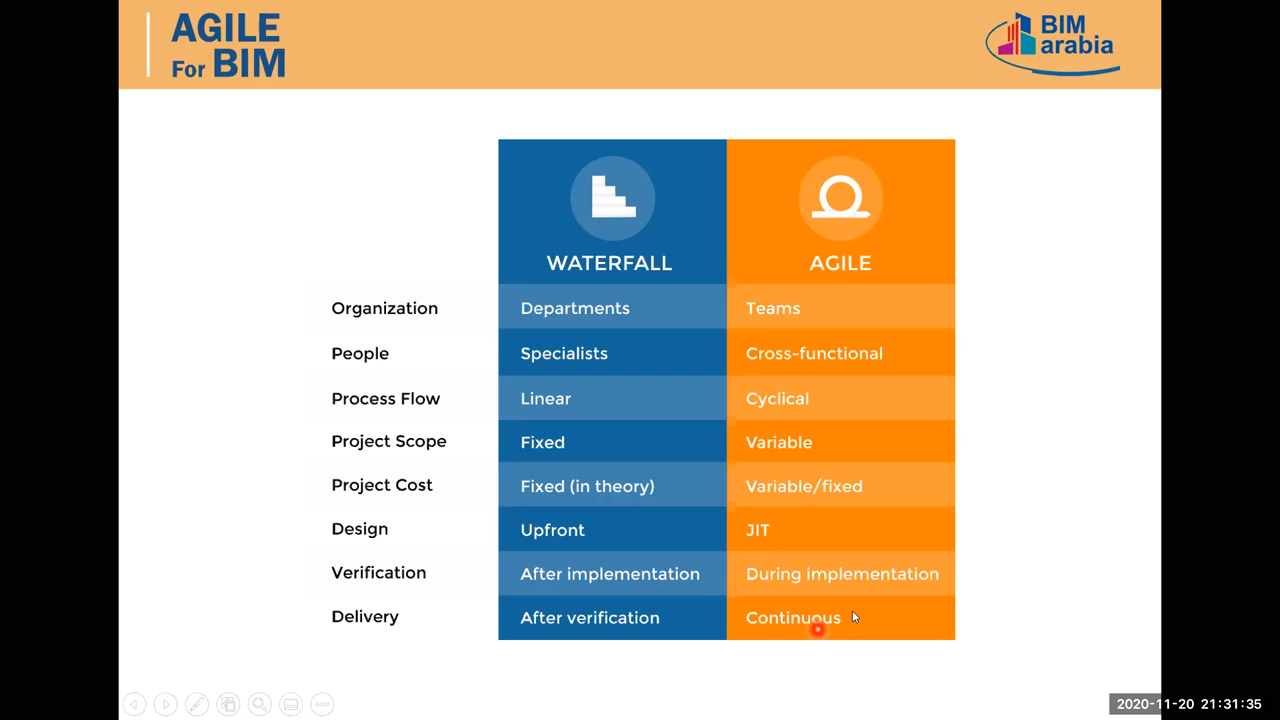 AGILE
For BIM
BIM
arabia
WATERFALL AGILE
Organization Departments Teams
People Specialists Cross-functional
Process Flow Linear Cyclical
Project Scope Fixed Variable
Project Cost Fixed (in theory) Variable/fixed
Design Upfront JIT
Verification After implementation During implementation
Delivery After verification Continuous
2020-11-20 21:31:35